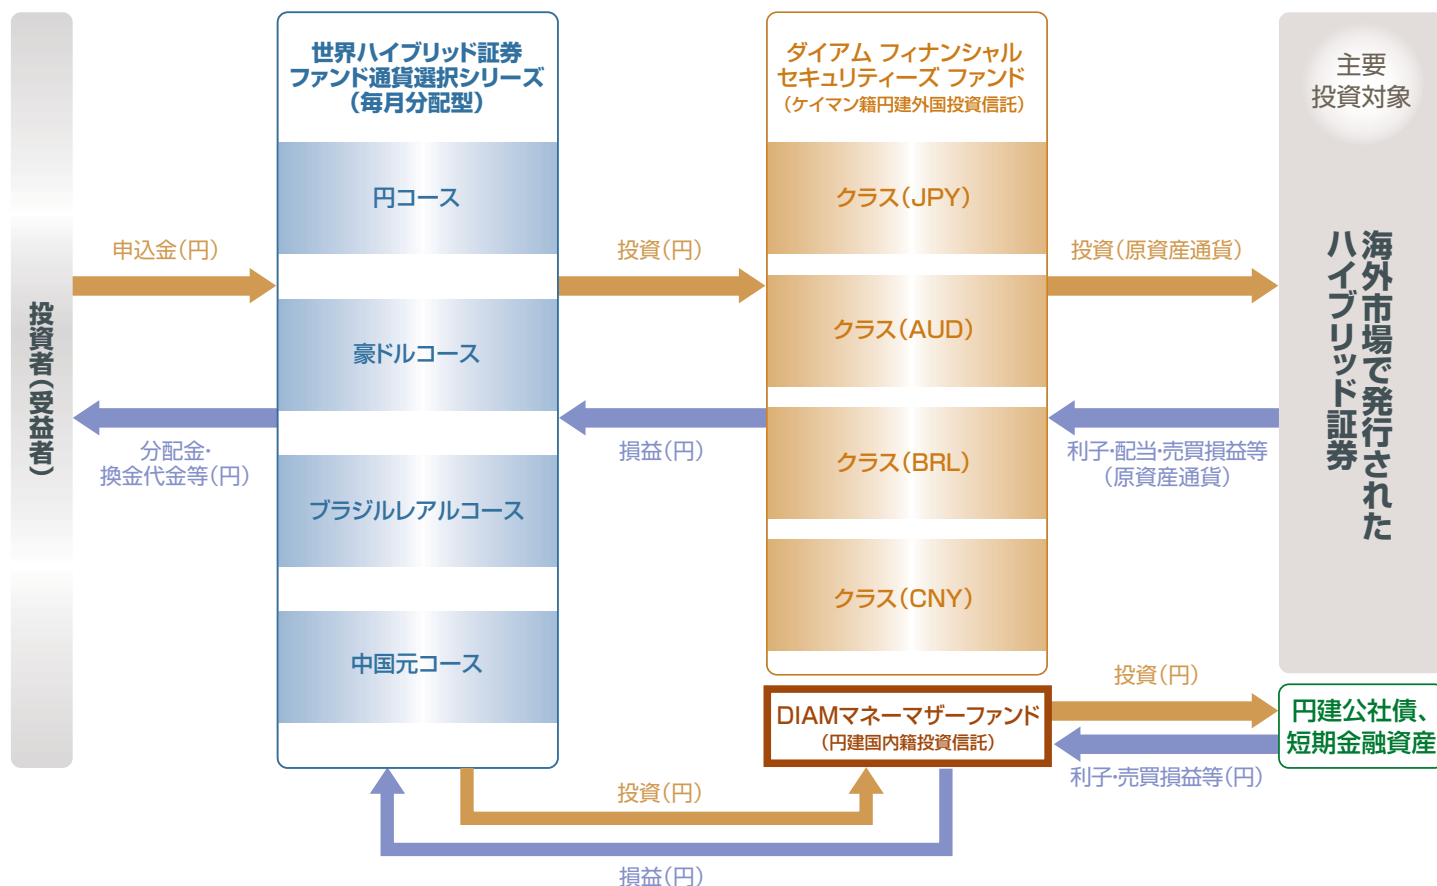 投資者(受益者)
申込金(円)
分配金・
換金代金等(円)
世界ハイブリッド証券
ファンド通貨選択シリーズ
(毎月分配型)
円コース
豪ドルコース
ブラジルレアルコース
中国元コース
投資(円)
損益(円)
ダイアム フィナンシャル
セキュリティーズ ファンド
(ケイマン籍円建外国投資信託)
クラス(JPY)
クラス(AUD)
クラス(BRL)
クラス(CNY)
投資(原資産通貨)
利子・配当・売買損益等
(原資産通貨)
主要
投資対象
海外市場で発行された
ハイブリッド証券
DIAMマネーマザーファンド
(円建国内籍投資信託)
投資(円)
利子・売買損益等(円)
円建公社債、
短期金融資産
投資(円)
損益(円)